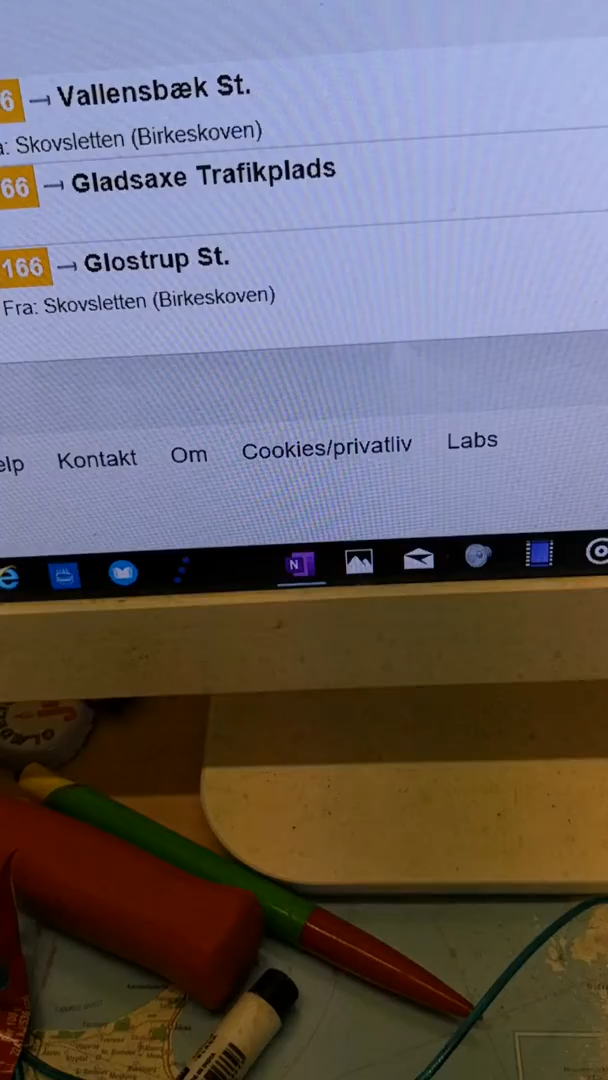 6 → Vallensbæk St.
a: Skovsletten (Birkeskoven)
66 → Gladsaxe Trafikplads
166 → Glostrup St.
Fra: Skovsletten (Birkeskoven)
elp Kontakt Om Cookies/privatliv Labs
N